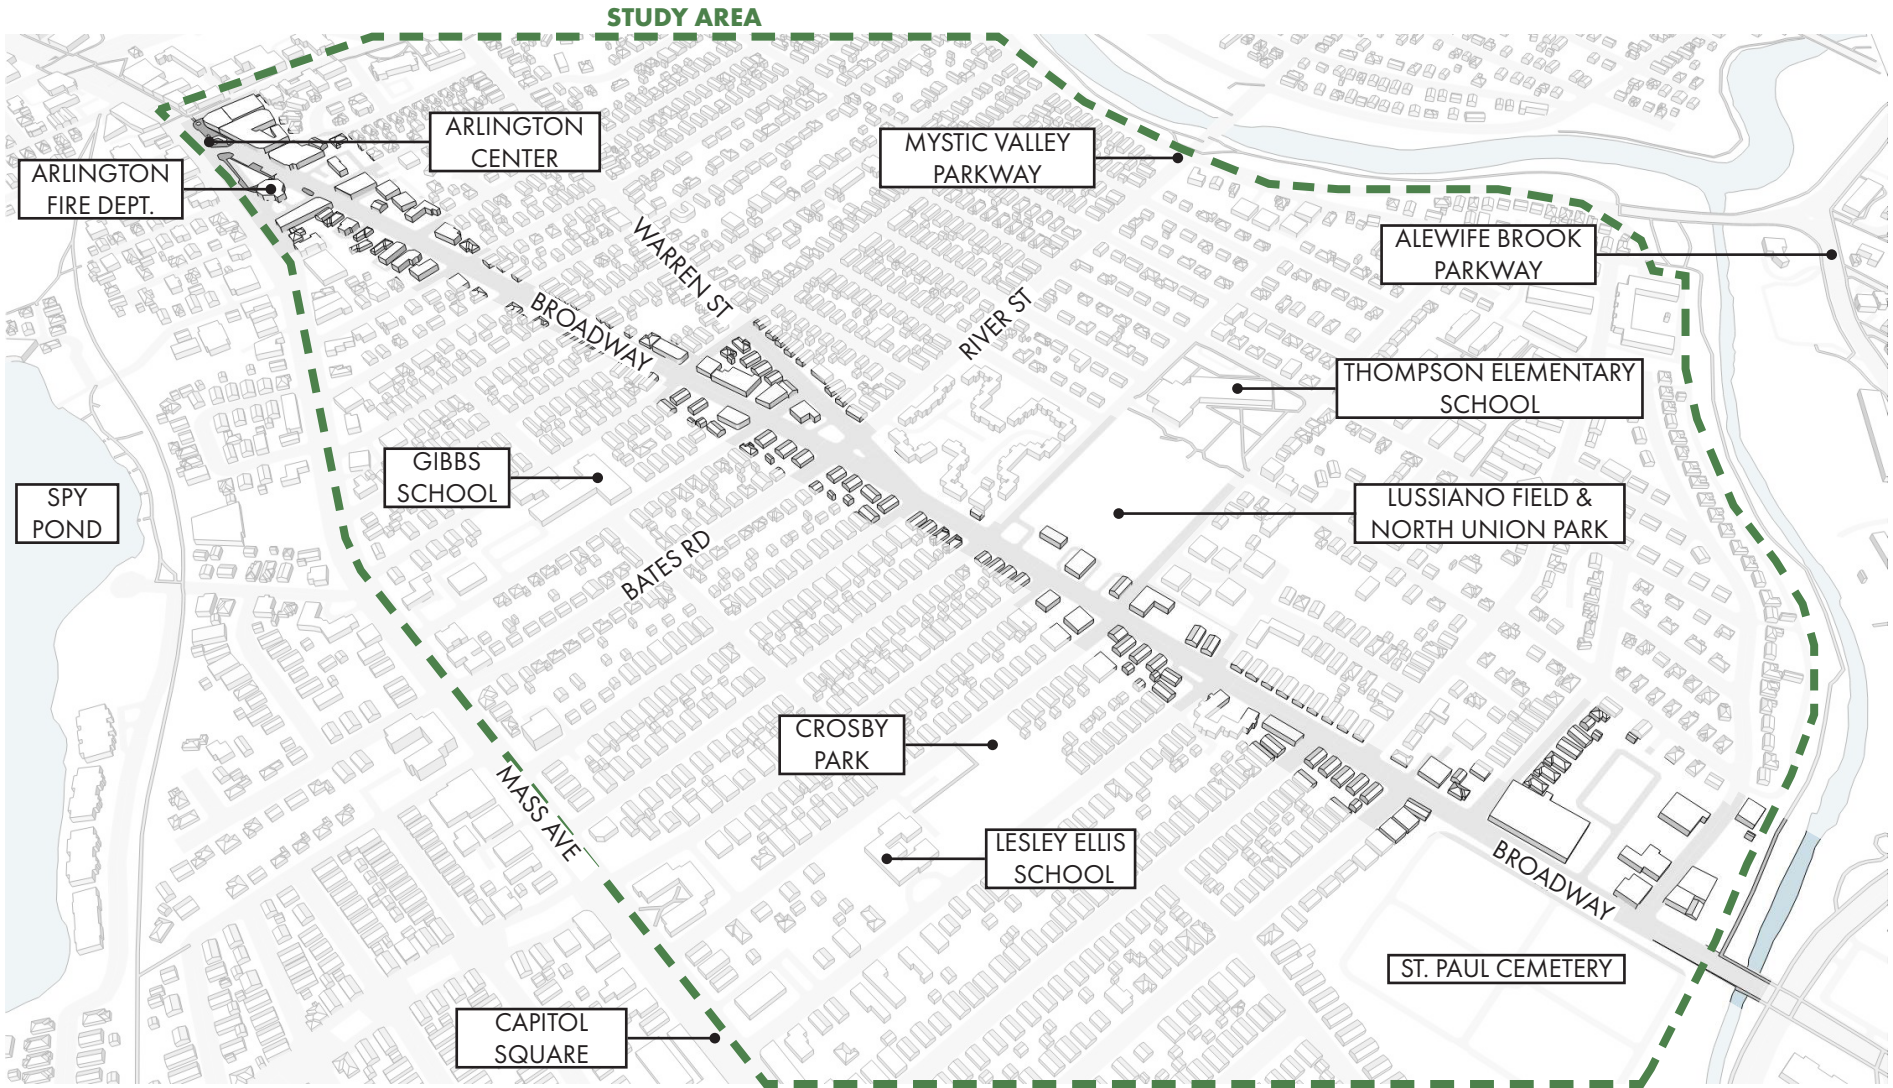 STUDY AREA
ARLINGTON
CENTER
MYSTIC VALLEY
PARKWAY
ARLINGTON
FIRE DEPT.
WARREN ST
ALEWIFE BROOK
PARKWAY
BROADWAY
RIVER ST
THOMPSON ELEMENTARY
SCHOOL
GIBBS
SCHOOL
SPY
POND
LUSSIANO FIELD &
NORTH UNION PARK
BATES RD
CROSBY
PARK
MASS AVE
LESLEY ELLIS
SCHOOL
BROADWAY
ST. PAUL CEMETERY
CAPITOL
SQUARE